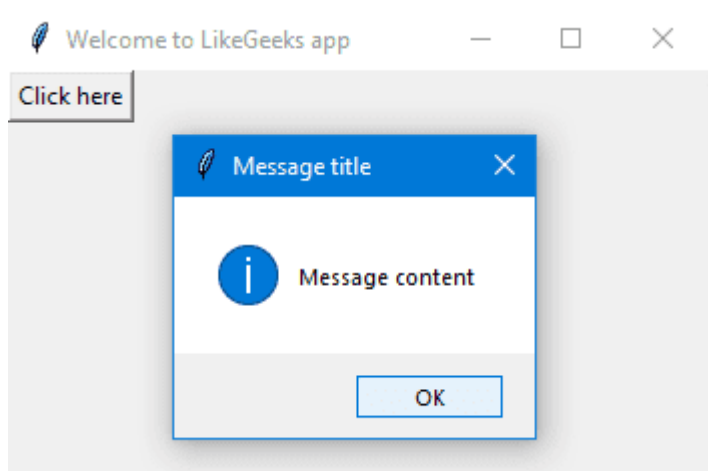 Welcome to LikeGeeks app
Click here
Message title
Message content
OK